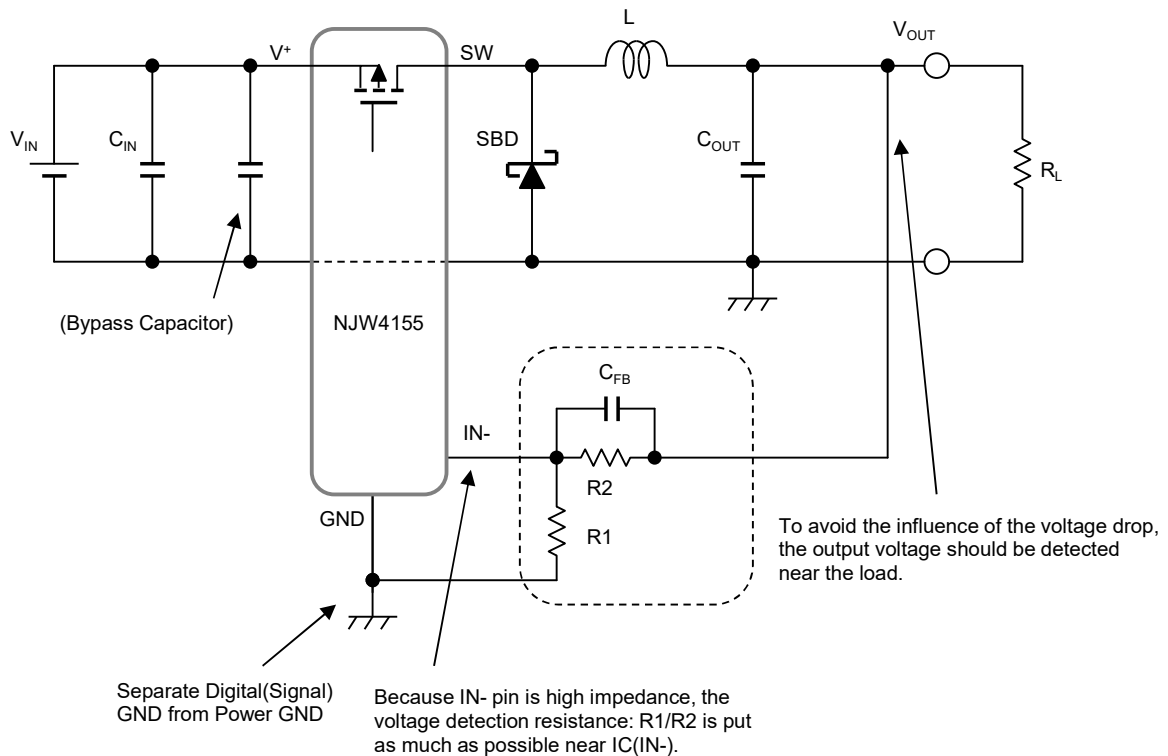 L
V+
SW
VOUT
VIN
CIN
SBD
COUT
RL
(Bypass Capacitor)
NJW4155
CFB
IN-
R2
GND
R1
To avoid the influence of the voltage drop,
the output voltage should be detected
near the load.
Separate Digital(Signal)
GND from Power GND
Because IN- pin is high impedance, the
voltage detection resistance: R1/R2 is put
as much as possible near IC(IN-).